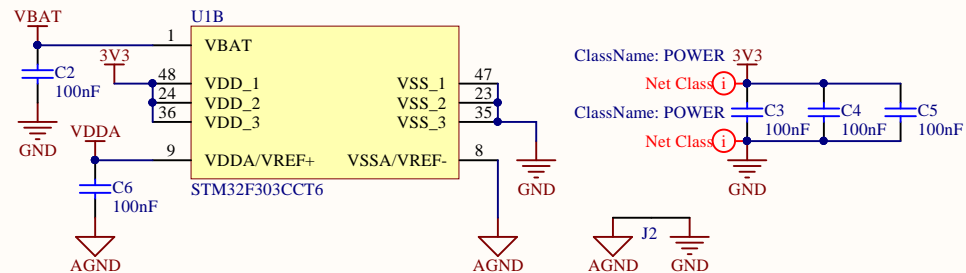 U1B
VBAT
1
VBAT
C2
100nF
GND
3V3
48
VDD_1
24
VDD_2
36
VDD_3
VSS_1
47
VSS_2
23
VSS_3
35
GND
VDDA
9
VDDA/VREF+
VSSA/VREF-
8
C6
100nF
STM32F303CCT6
AGND
AGND
ClassName: POWER
3V3
Net Class
i
ClassName: POWER
C3
100nF
C4
100nF
C5
100nF
Net Class
i
GND
J2
AGND
GND